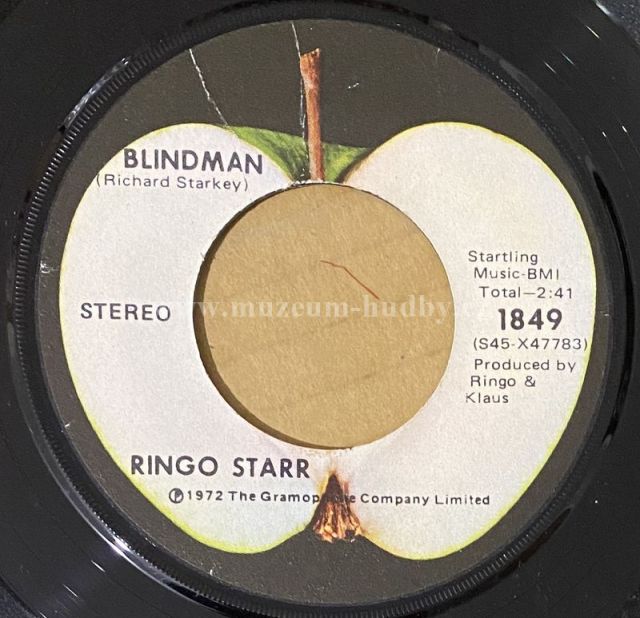 BLINDMAN
(Richard Starkey)
STEREO
Startling
Music-BMI
Total—2:41
1849
(S45-X47783)
Produced by
Ringo &
Klaus
RINGO STARR
℗1972 The Gramophone Company Limited
www.muzeum-hudby.cz